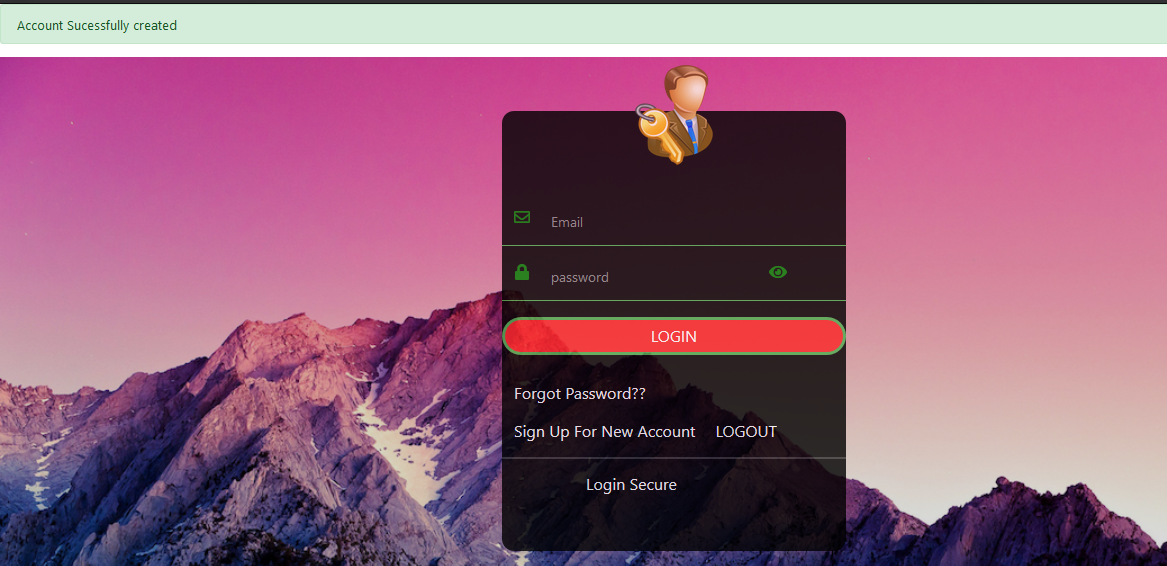 Account Sucessfully created
Email
password
LOGIN
Forgot Password??
Sign Up For New Account LOGOUT
Login Secure